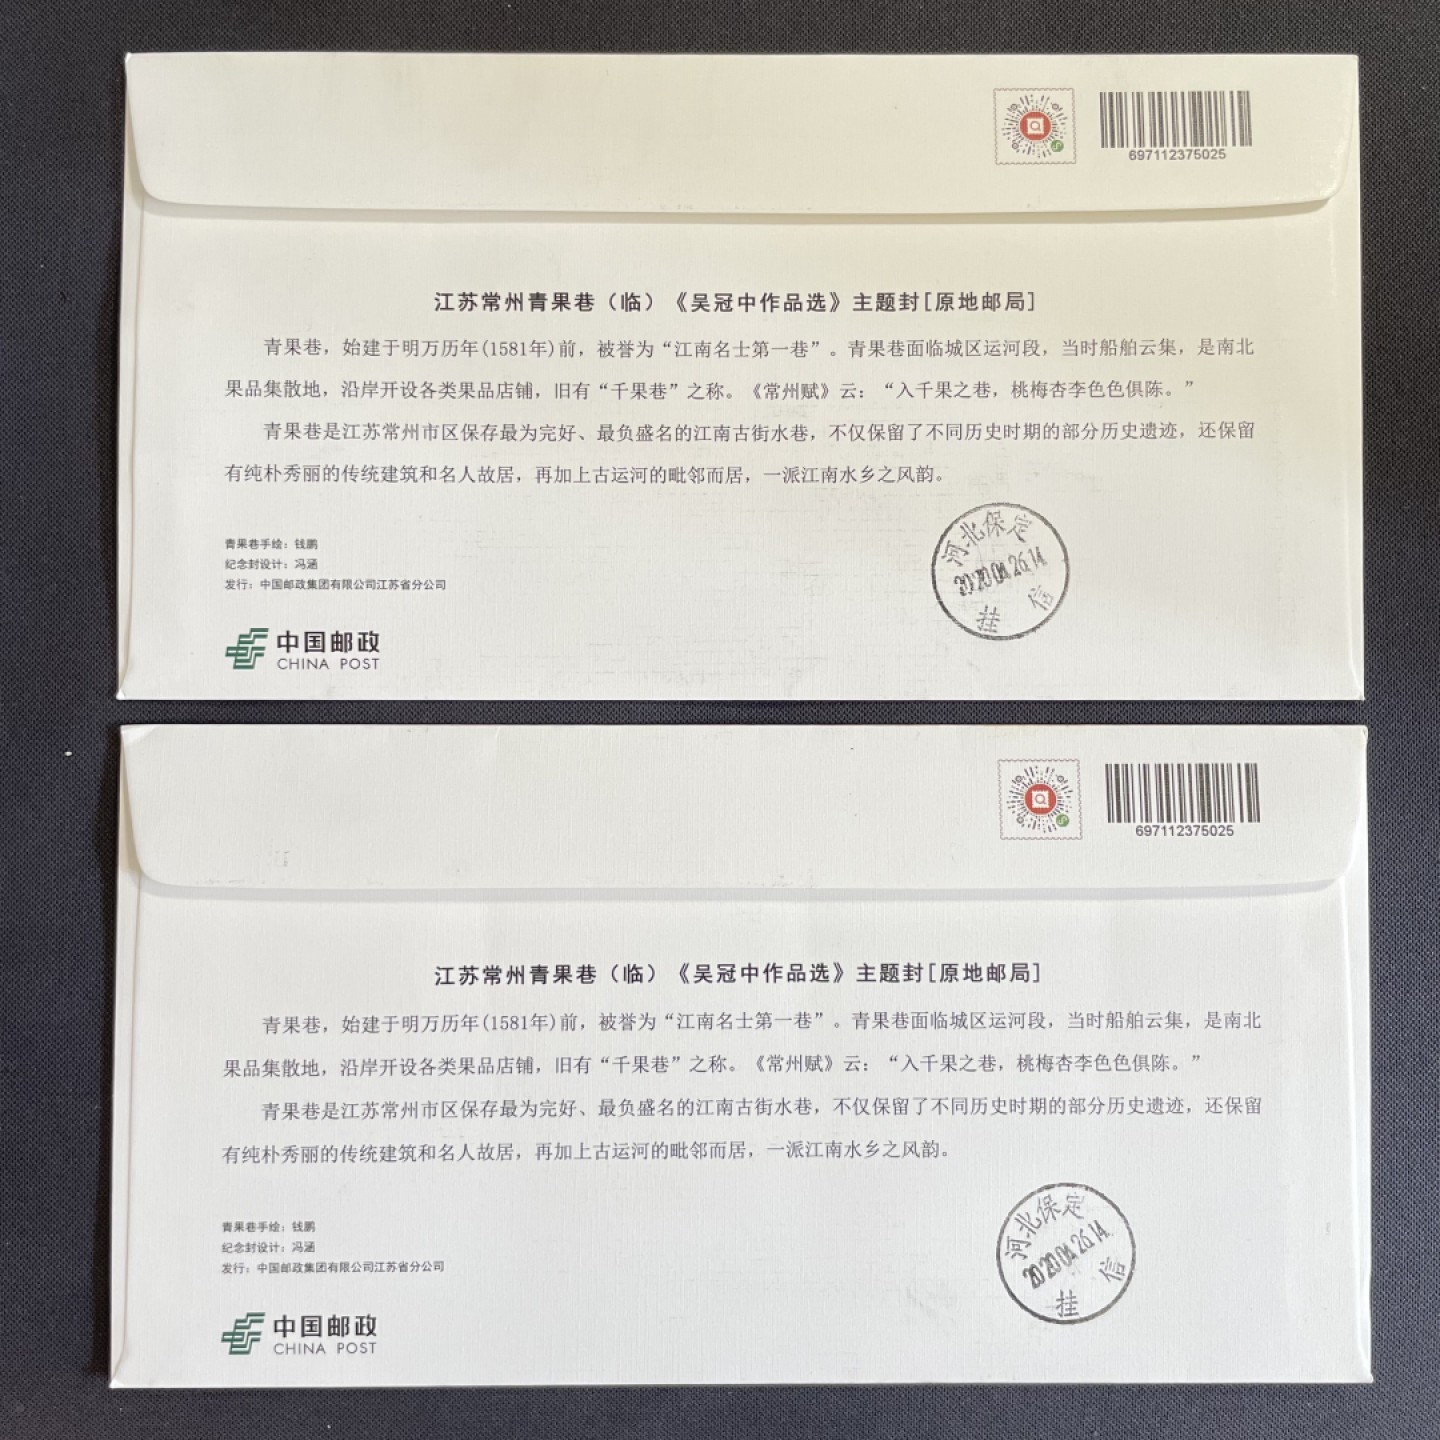 697112375025
江苏常州青果巷（临）《吴冠中作品选》主题封[原地邮局]
青果巷，始建于明万历年(1581年)前，被誉为“江南名士第一巷”。青果巷面临城区运河段，当时船舶云集，是南北
果品集散地，沿岸开设各类果品店铺，旧有“千果巷”之称。《常州赋》云：“入千果之巷，桃梅杏李色色俱陈。”
青果巷是江苏常州市区保存最为完好、最负盛名的江南古街水巷，不仅保留了不同历史时期的部分历史遗迹，还保留
有纯朴秀丽的传统建筑和名人故居，再加上古运河的毗邻而居，一派江南水乡之风韵。
河北保定
2020.04.26.14
挂 信
青果巷手绘：钱鹏
纪念封设计：冯涵
发行：中国邮政集团有限公司江苏省分公司
中国邮政
CHINA POST
697112375025
江苏常州青果巷（临）《吴冠中作品选》主题封[原地邮局]
青果巷，始建于明万历年(1581年)前，被誉为“江南名士第一巷”。青果巷面临城区运河段，当时船舶云集，是南北
果品集散地，沿岸开设各类果品店铺，旧有“千果巷”之称。《常州赋》云：“入千果之巷，桃梅杏李色色俱陈。”
青果巷是江苏常州市区保存最为完好、最负盛名的江南古街水巷，不仅保留了不同历史时期的部分历史遗迹，还保留
有纯朴秀丽的传统建筑和名人故居，再加上古运河的毗邻而居，一派江南水乡之风韵。
河北保定
2020.04.26.14
挂 信
青果巷手绘：钱鹏
纪念封设计：冯涵
发行：中国邮政集团有限公司江苏省分公司
中国邮政
CHINA POST